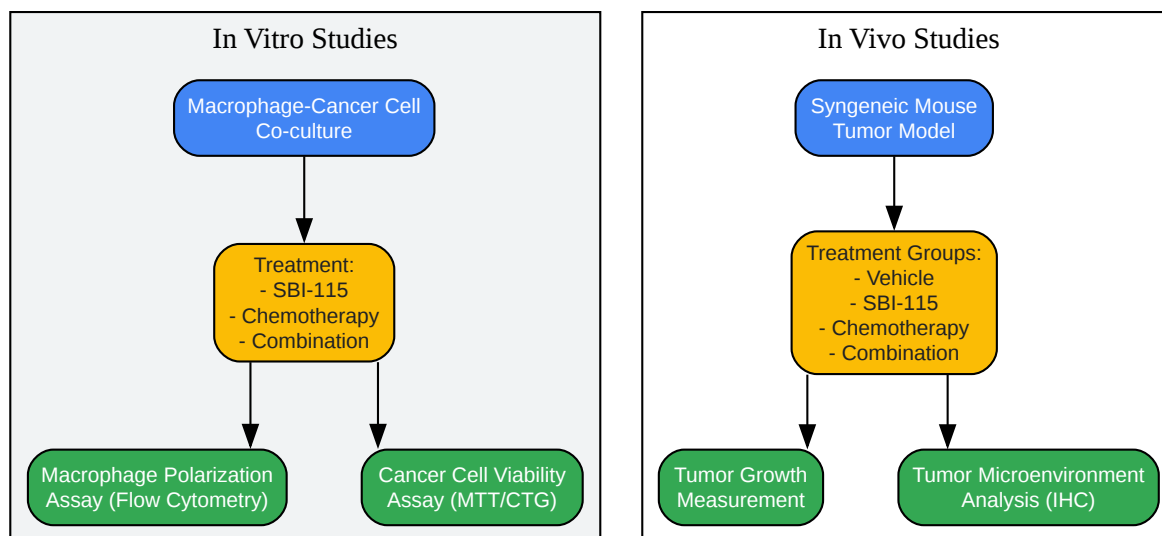 In Vitro Studies
Macrophage-Cancer Cell
Co-culture
Treatment:
- SBI-115
- Chemotherapy
- Combination
Macrophage Polarization
Assay (Flow Cytometry)
Cancer Cell Viability
Assay (MTT/CTG)
In Vivo Studies
Syngeneic Mouse
Tumor Model
Treatment Groups:
- Vehicle
- SBI-115
- Chemotherapy
- Combination
Tumor Growth
Measurement
Tumor Microenvironment
Analysis (IHC)